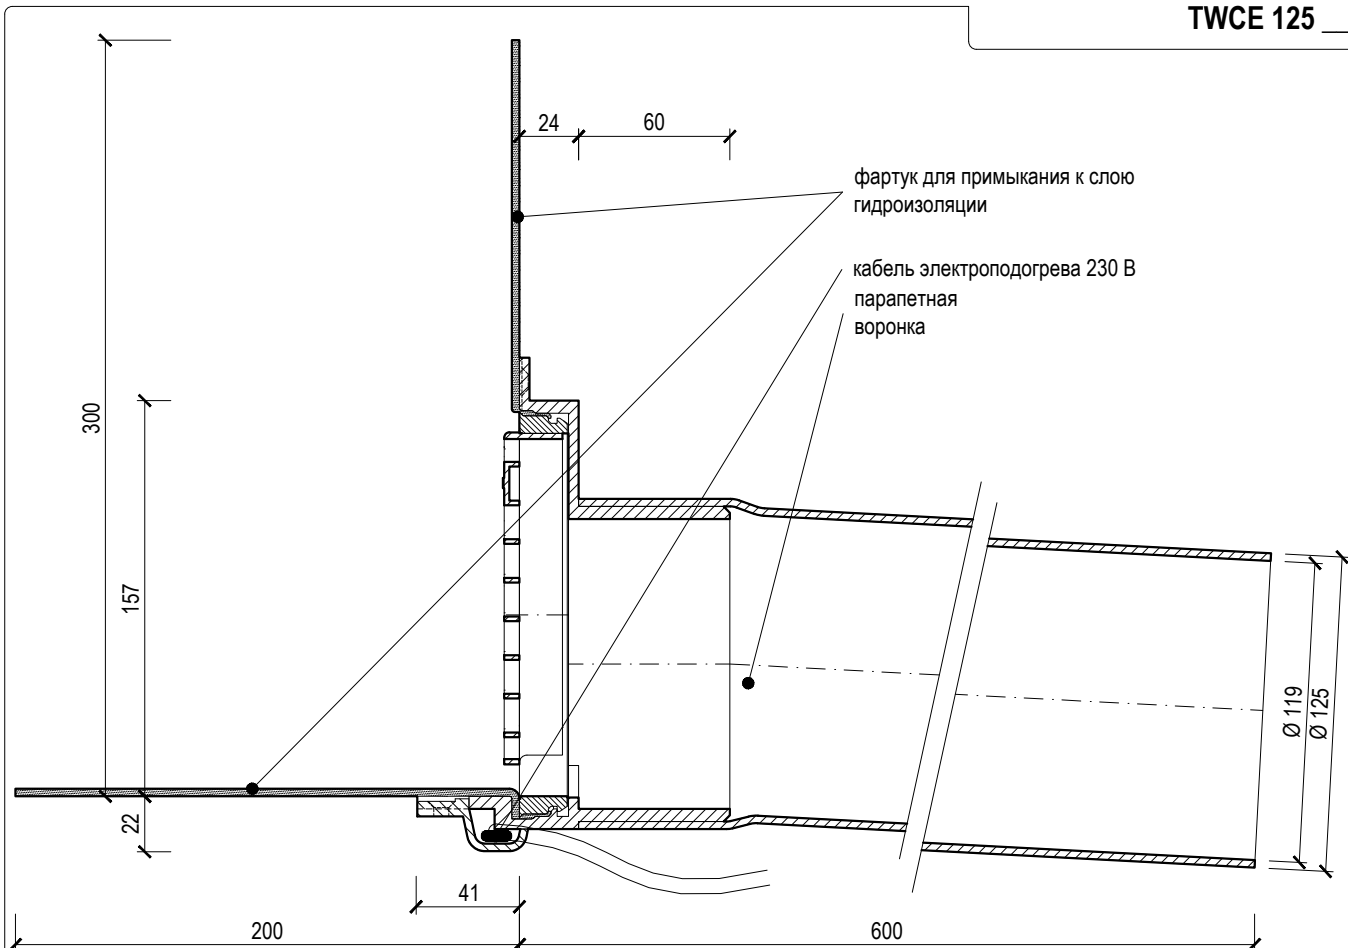 TWCE 125 __
24
60
фартук для примыкания к слою
гидроизоляции
кабель электроподогрева 230 В
парапетная
воронка
300
157
22
Ø 119
Ø 125
41
200
600